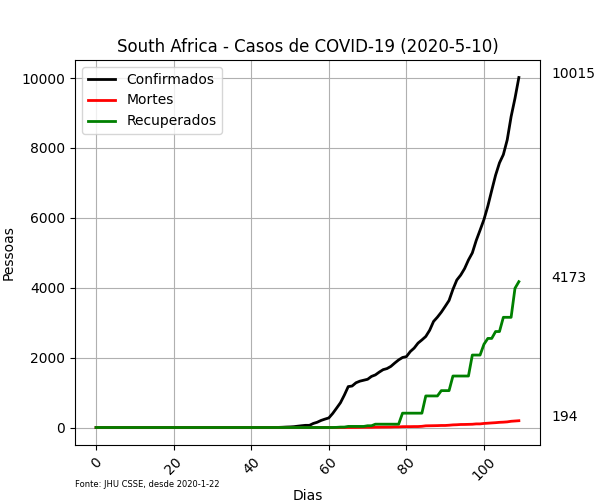 South Africa - Casos de COVID-19 (2020-5-10)
Confirmados
Mortes
Recuperados
10015
4173
194
10000
8000
6000
4000
2000
0
Pessoas
0
20
40
60
80
100
Fonte: JHU CSSE, desde 2020-1-22
Dias